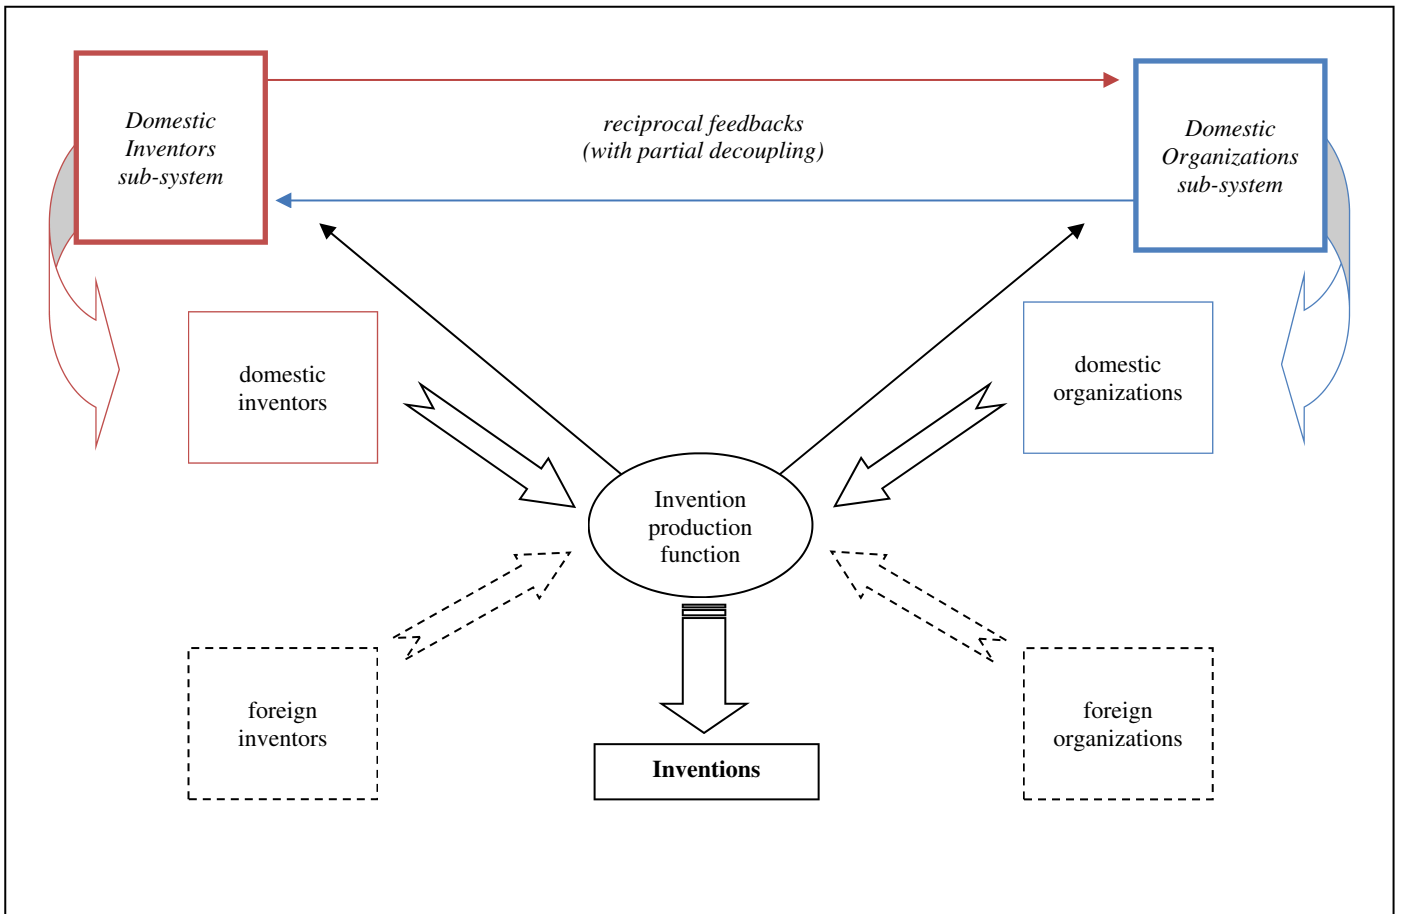 Domestic
Inventors
sub-system
reciprocal feedbacks
(with partial decoupling)
Domestic
Organizations
sub-system
domestic
inventors
domestic
organizations
Invention
production
function
foreign
inventors
foreign
organizations
Inventions